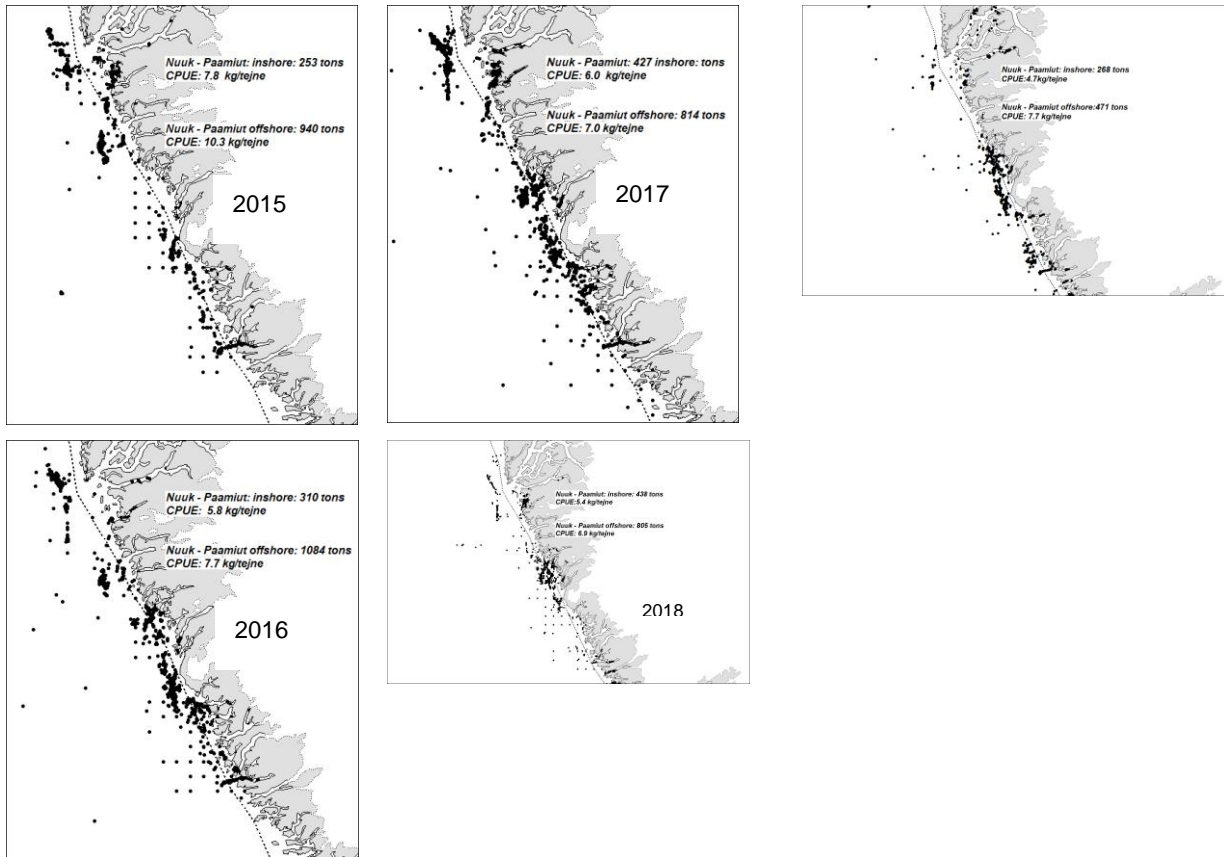 Nuuk - Paamiut: inshore: 253 tons
CPUE: 7.8 kg/tejne
Nuuk - Paamiut offshore: 940 tons
CPUE: 10.3 kg/tejne
2015
Nuuk - Paamiut: 427 inshore: tons
CPUE: 6.0 kg/tejne
Nuuk - Paamiut offshore: 814 tons
CPUE: 7.0 kg/tejne
2017
Nuuk - Paamiut: inshore: 268 tons
CPUE:4.7kg/tejne
Nuuk - Paamiut offshore:471 tons
CPUE: 7.7 kg/tejne
Nuuk - Paamiut: inshore: 310 tons
CPUE: 5.8 kg/tejne
Nuuk - Paamiut offshore: 1084 tons
CPUE: 7.7 kg/tejne
2016
Nuuk - Paamiut: inshore: 438 tons
CPUE:5.4 kg/tejne
Nuuk - Paamiut offshore: 805 tons
CPUE: 6.9 kg/tejne
2018